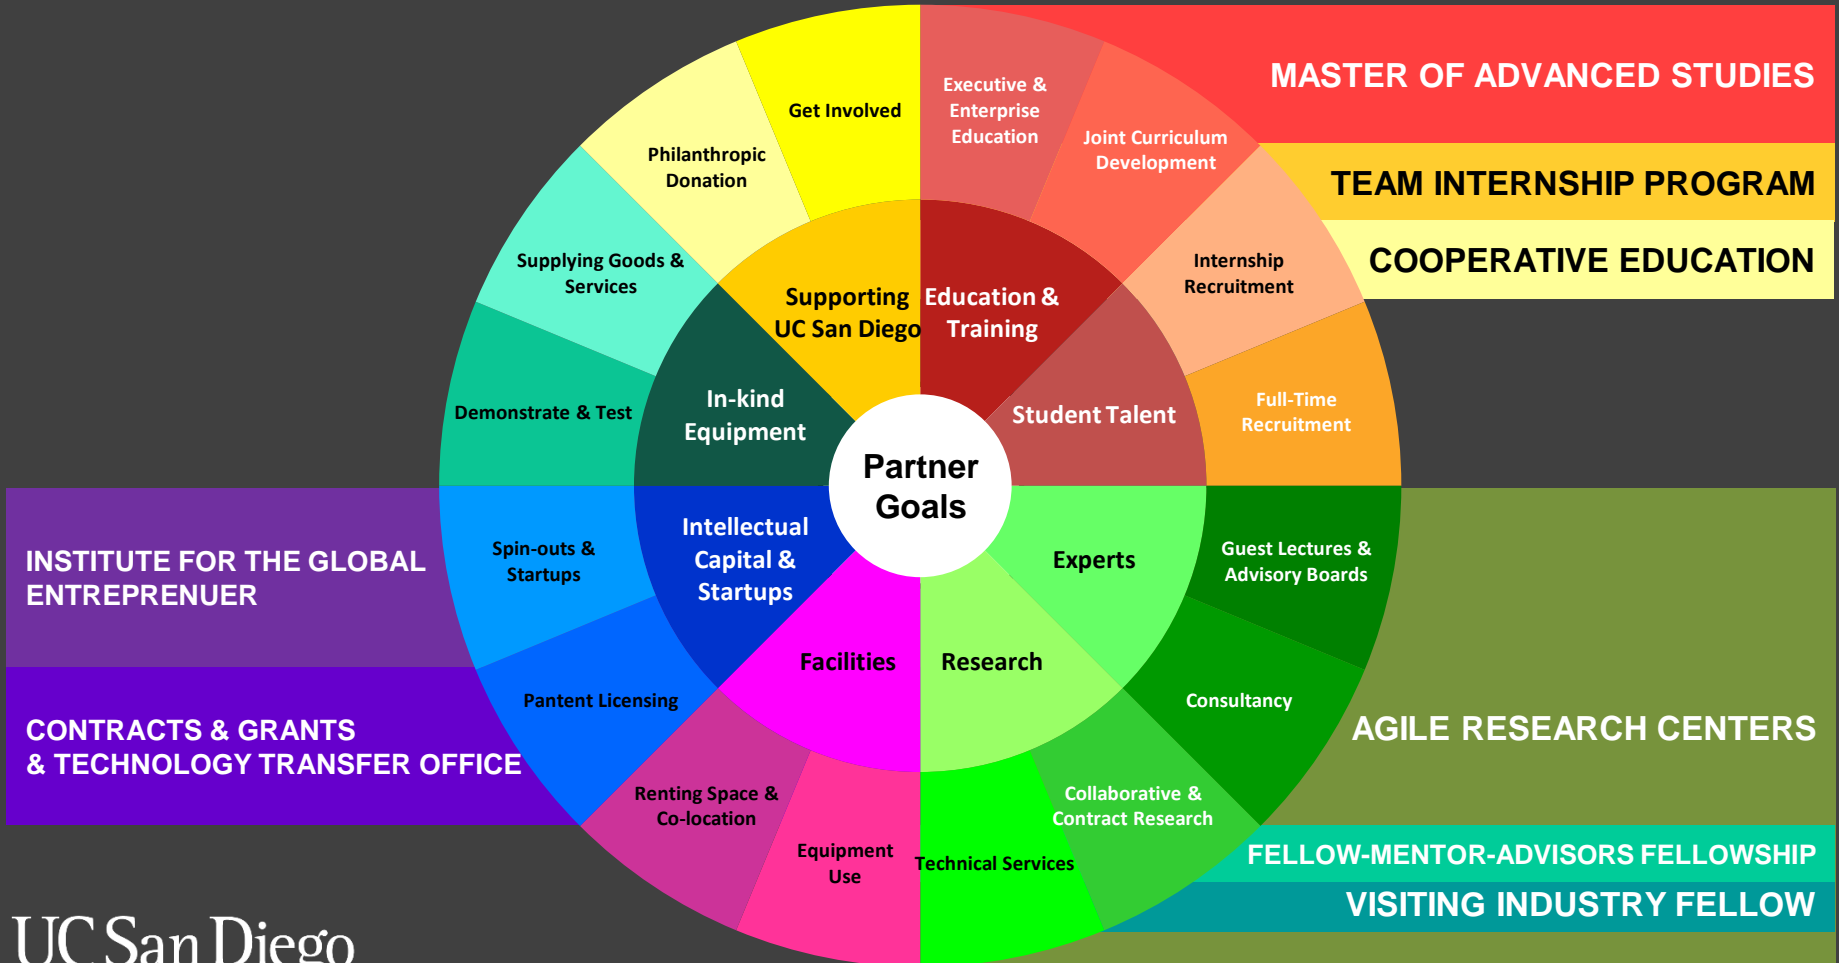 MASTER OF ADVANCED STUDIES
TEAM INTERNSHIP PROGRAM
COOPERATIVE EDUCATION
Get Involved
Executive &
Enterprise
Education
Joint Curriculum
Development
Philanthropic
Donation
Supplying Goods &
Services
Internship
Recruitment
Supporting
UC San Diego
Education &
Training
Demonstrate & Test
In-kind
Equipment
Student Talent
Full-Time
Recruitment
Partner
Goals
INSTITUTE FOR THE GLOBAL
ENTREPRENUER
Spin-outs &
Startups
Intellectual
Capital &
Startups
Experts
Guest Lectures &
Advisory Boards
Facilities
Research
CONTRACTS & GRANTS
& TECHNOLOGY TRANSFER OFFICE
Pantent Licensing
Consultancy
AGILE RESEARCH CENTERS
Renting Space &
Co-location
Equipment
Use
Technical Services
Collaborative &
Contract Research
FELLOW-MENTOR-ADVISORS FELLOWSHIP
VISITING INDUSTRY FELLOW
UC San Diego